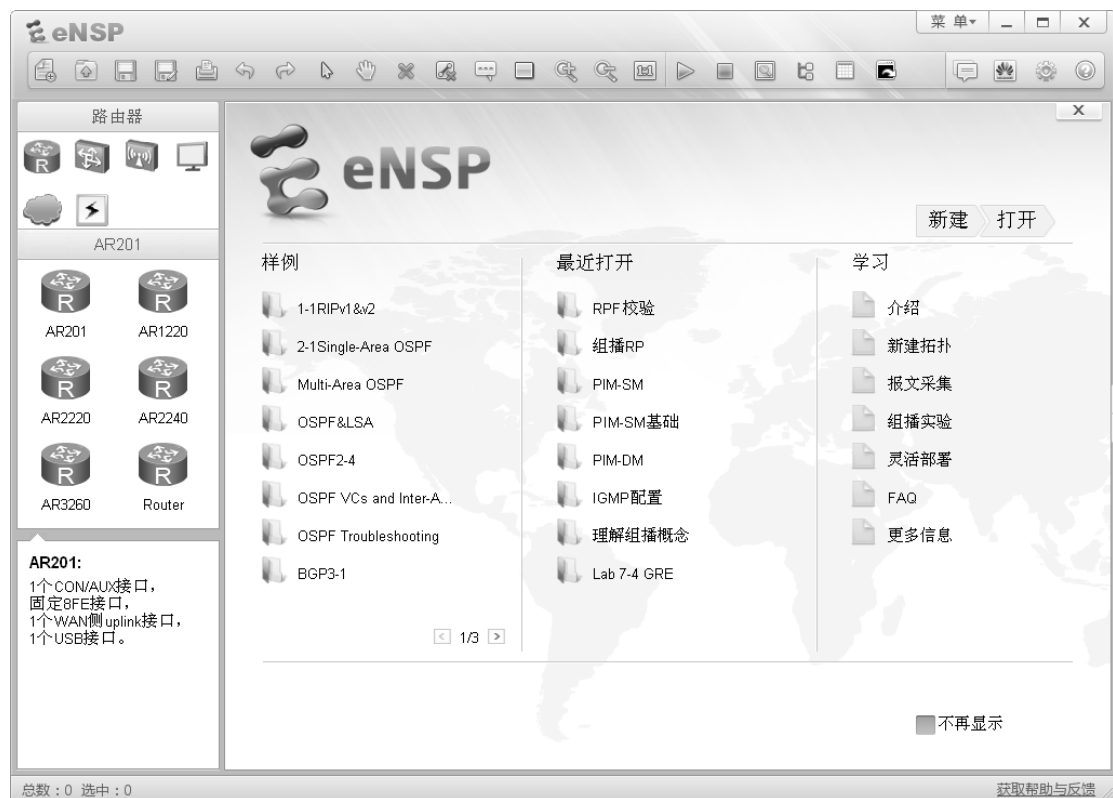 eNSP
菜 单
路由器
R
AR201
R
R
AR201
AR1220
R
R
AR2220
AR2240
R
R
AR3260
Router
AR201:
1个CON/AUX接口，
固定8FE接口，
1个WAN侧uplink接口，
1个USB接口。
eNSP
新建
打开
样例
1-1RIPv1&v2
2-1Single-Area OSPF
Multi-Area OSPF
OSPF&LSA
OSPF2-4
OSPF VCs and Inter-A...
OSPF Troubleshooting
BGP3-1
1/3
最近打开
RPF校验
组播RP
PIM-SM
PIM-SM基础
PIM-DM
IGMP配置
理解组播概念
Lab 7-4 GRE
学习
介绍
新建拓扑
报文采集
组播实验
灵活部署
FAQ
更多信息
不再显示
总数：0 选中：0
获取帮助与反馈